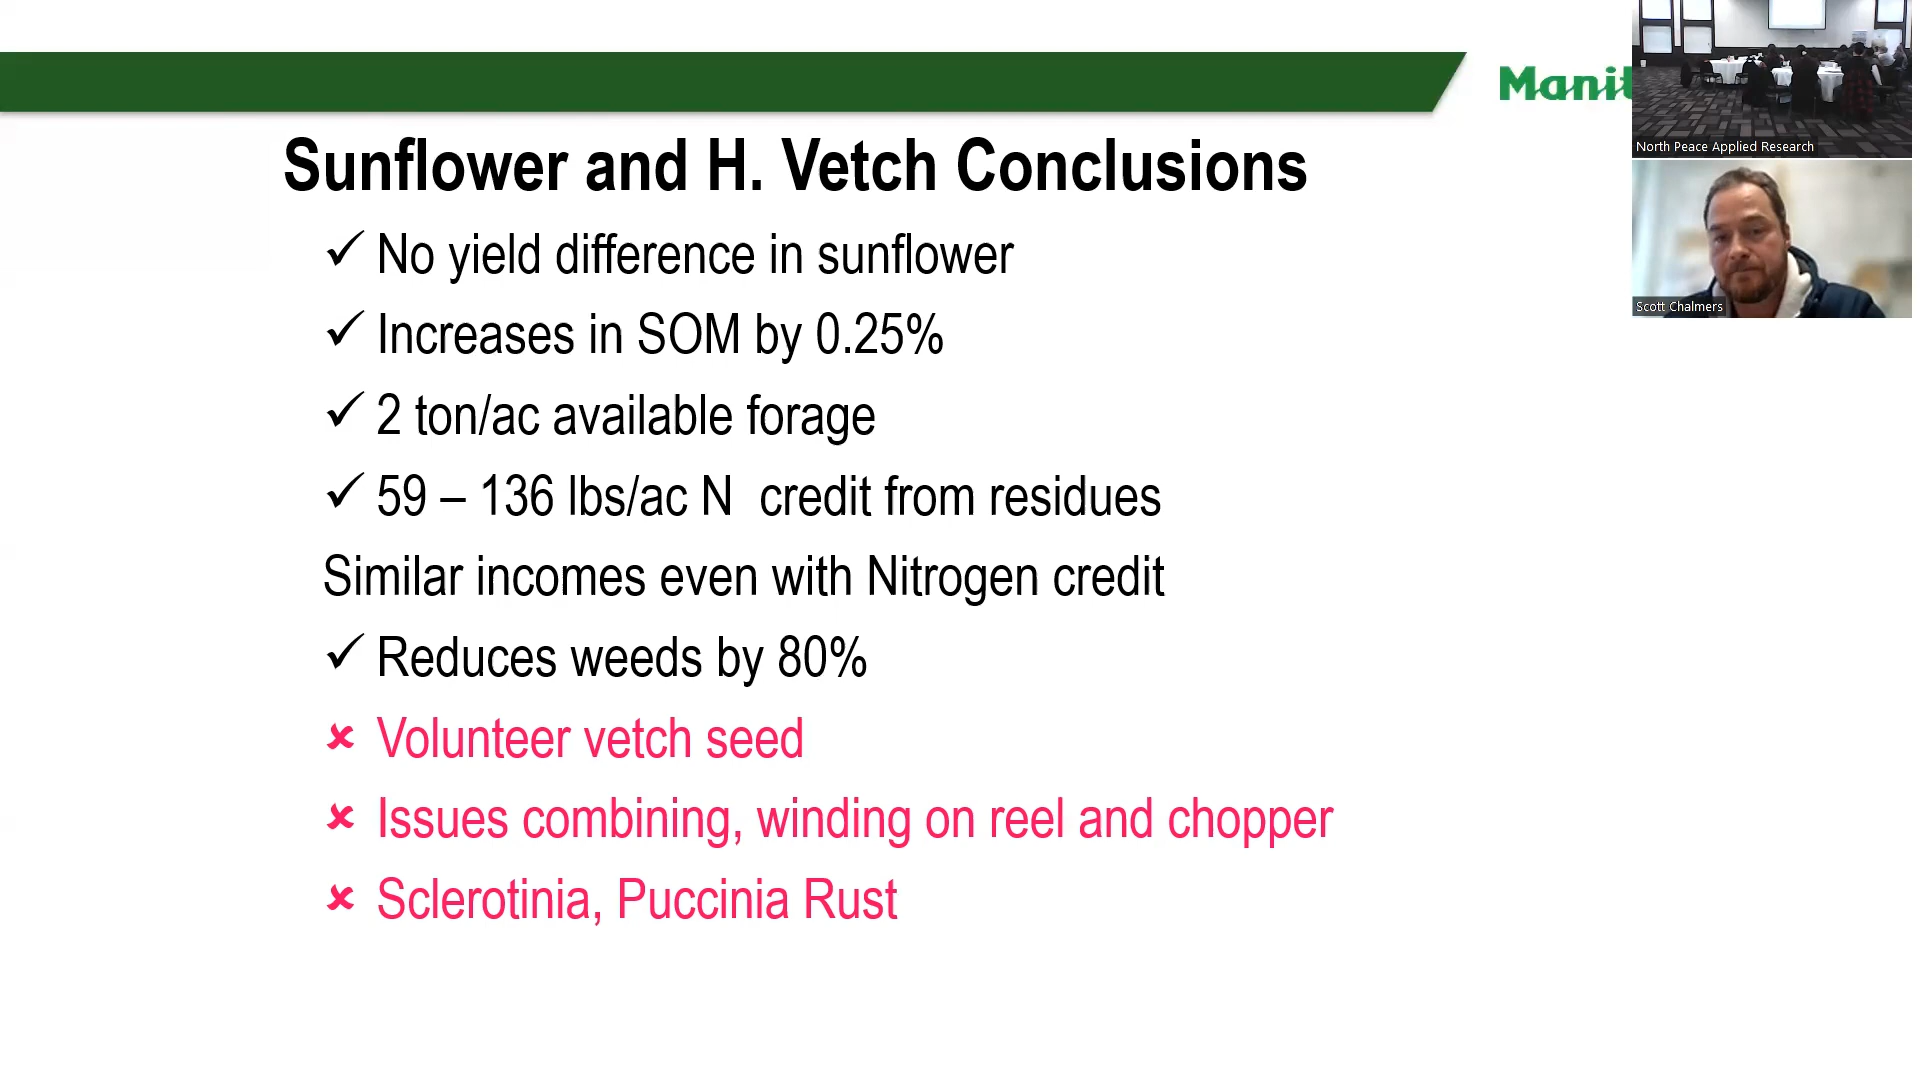 Manit
North Peace Applied Research
Scott Chalmers
Sunflower and H. Vetch Conclusions
✓ No yield difference in sunflower
✓ Increases in SOM by 0.25%
✓ 2 ton/ac available forage
✓ 59 – 136 lbs/ac N  credit from residues
Similar incomes even with Nitrogen credit
✓ Reduces weeds by 80%
✘ Volunteer vetch seed
✘ Issues combining, winding on reel and chopper
✘ Sclerotinia, Puccinia Rust